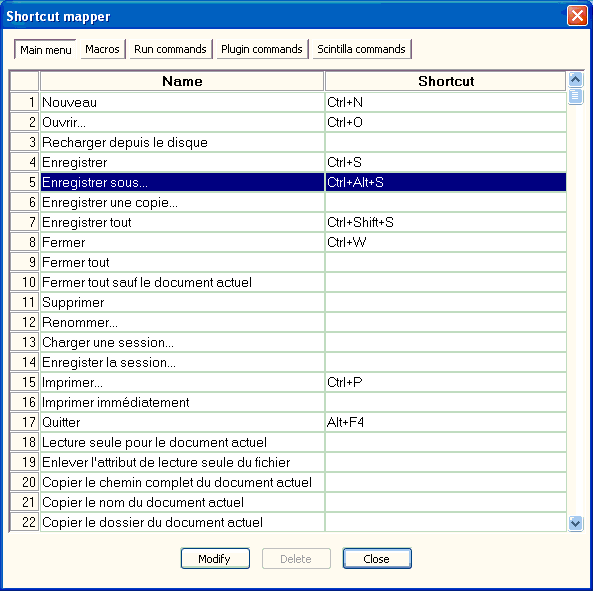 Shortcut mapper
Main menu Macros Run commands Plugin commands Scintilla commands
Name Shortcut
1 Nouveau Ctrl+N
2 Ouvrir... Ctrl+O
3 Recharger depuis le disque
4 Enregistrer Ctrl+S
5 Enregistrer sous... Ctrl+Alt+S
6 Enregistrer une copie...
7 Enregistrer tout Ctrl+Shift+S
8 Fermer Ctrl+W
9 Fermer tout
10 Fermer tout sauf le document actuel
11 Supprimer
12 Renommer...
13 Charger une session...
14 Enregister la session...
15 Imprimer... Ctrl+P
16 Imprimer immédiatement
17 Quitter Alt+F4
18 Lecture seule pour le document actuel
19 Enlever l'attribut de lecture seule du fichier
20 Copier le chemin complet du document actuel
21 Copier le nom du document actuel
22 Copier le dossier du document actuel
Modify Delete Close